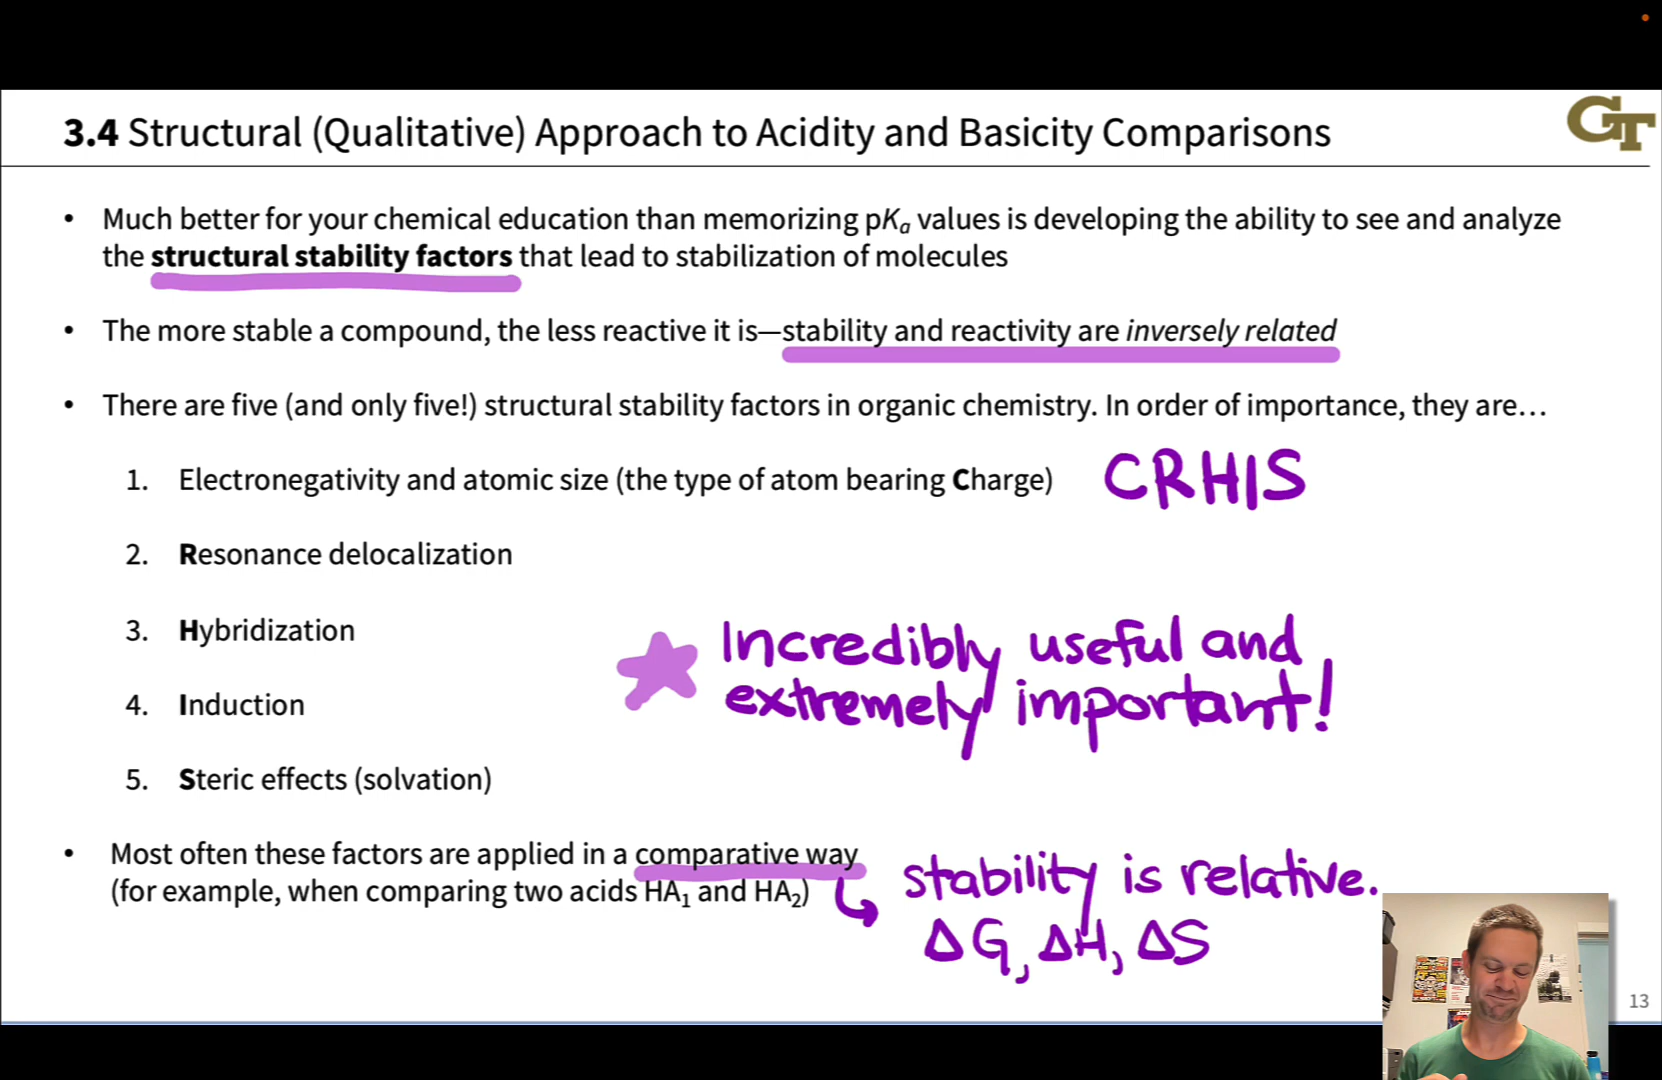 3.4 Structural (Qualitative) Approach to Acidity and Basicity Comparisons
GT
• Much better for your chemical education than memorizing pKₐ values is developing the ability to see and analyze
the structural stability factors that lead to stabilization of molecules
• The more stable a compound, the less reactive it is—stability and reactivity are inversely related
• There are five (and only five!) structural stability factors in organic chemistry. In order of importance, they are…
1. Electronegativity and atomic size (the type of atom bearing Charge)
CRHIS
2. Resonance delocalization
3. Hybridization
Incredibly useful and
extremely important!
4. Induction
5. Steric effects (solvation)
• Most often these factors are applied in a comparative way
(for example, when comparing two acids HA₁ and HA₂)
stability is relative.
ΔG, ΔH, ΔS
13